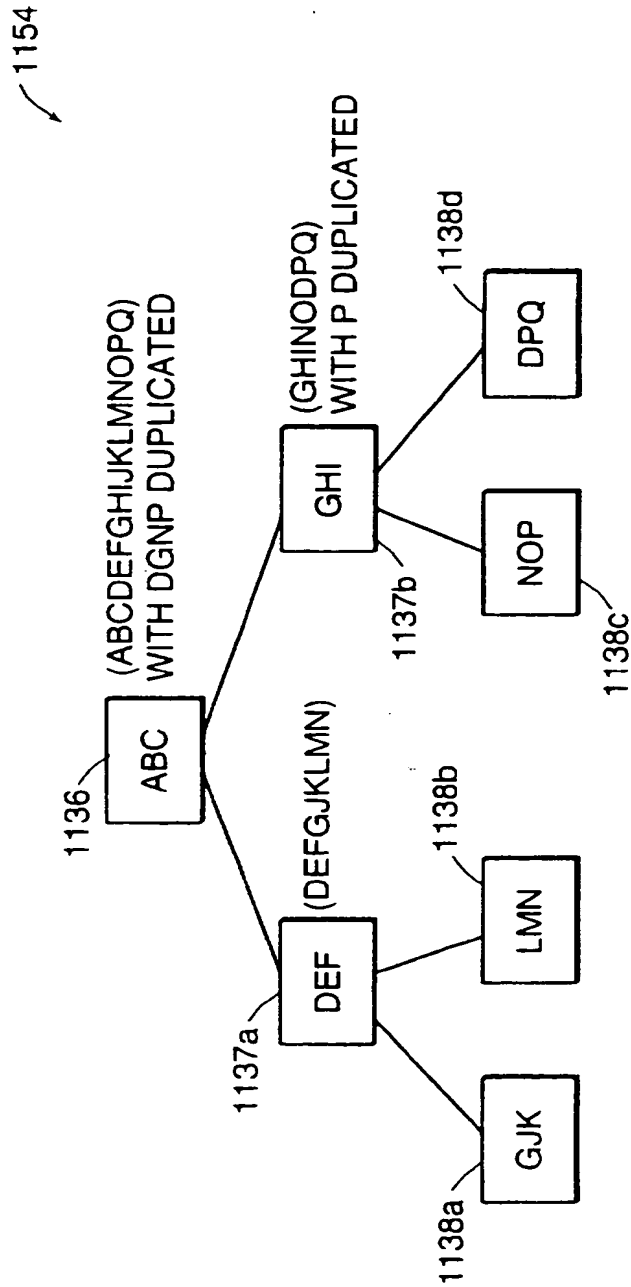 1154
1136
ABC
(ABCDEFGHIJKLMNOPQ)
WITH DGNP DUPLICATED
1137a
DEF
(DEFGJKLMN)
GHI
1137b
(GHINODPQ)
WITH P DUPLICATED
1138a
GJK
LMN
1138b
NOP
1138c
DPQ
1138d